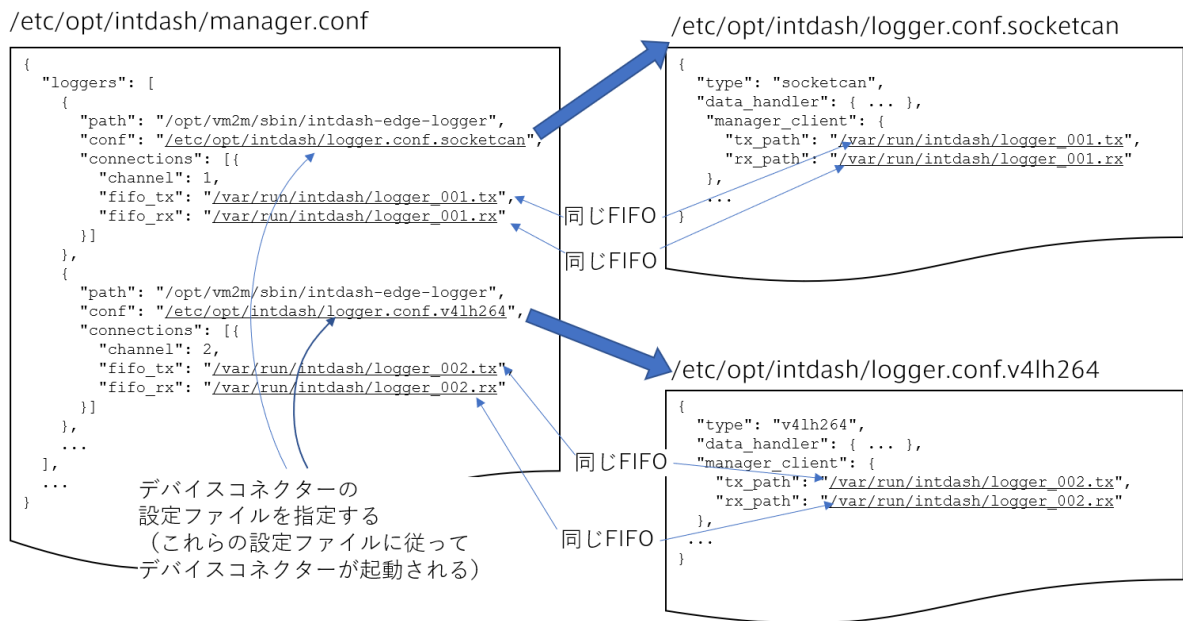 /etc/opt/intdash/manager.conf
{
"loggers": [
{
"path": "/opt/vm2m/sbin/intdash-edge-logger",
"conf": "/etc/opt/intdash/logger.conf.socketcan",
"connections": [{
"channel": 1,
"fifo_tx": "/var/run/intdash/logger_001.tx",
"fifo_rx": "/var/run/intdash/logger_001.rx"
}]
},
{
"path": "/opt/vm2m/sbin/intdash-edge-logger",
"conf": "/etc/opt/intdash/logger.conf.v4lh264",
"connections": [{
"channel": 2,
"fifo_tx": "/var/run/intdash/logger_002.tx",
"fifo_rx": "/var/run/intdash/logger_002.rx
}]
},
...
],
...
}
デバイスコネクターの
設定ファイルを指定する
(これらの設定ファイルに従って
デバイスコネクターが起動される)
同じFIFO
同じFIFO
同じFIFO
同じFIFO
/etc/opt/intdash/logger.conf.socketcan
{
"type": "socketcan",
"data_handler": { ... },
"manager_client": {
"tx_path": "/var/run/intdash/logger_001.tx",
"rx_path": "/var/run/intdash/logger_001.rx
},
...
}
/etc/opt/intdash/logger.conf.v4lh264
{
"type": "v4lh264",
"data_handler": { ... },
"manager_client": {
"tx_path": "/var/run/intdash/logger_002.tx",
"rx_path": "/var/run/intdash/logger_002.rx
},
...
}